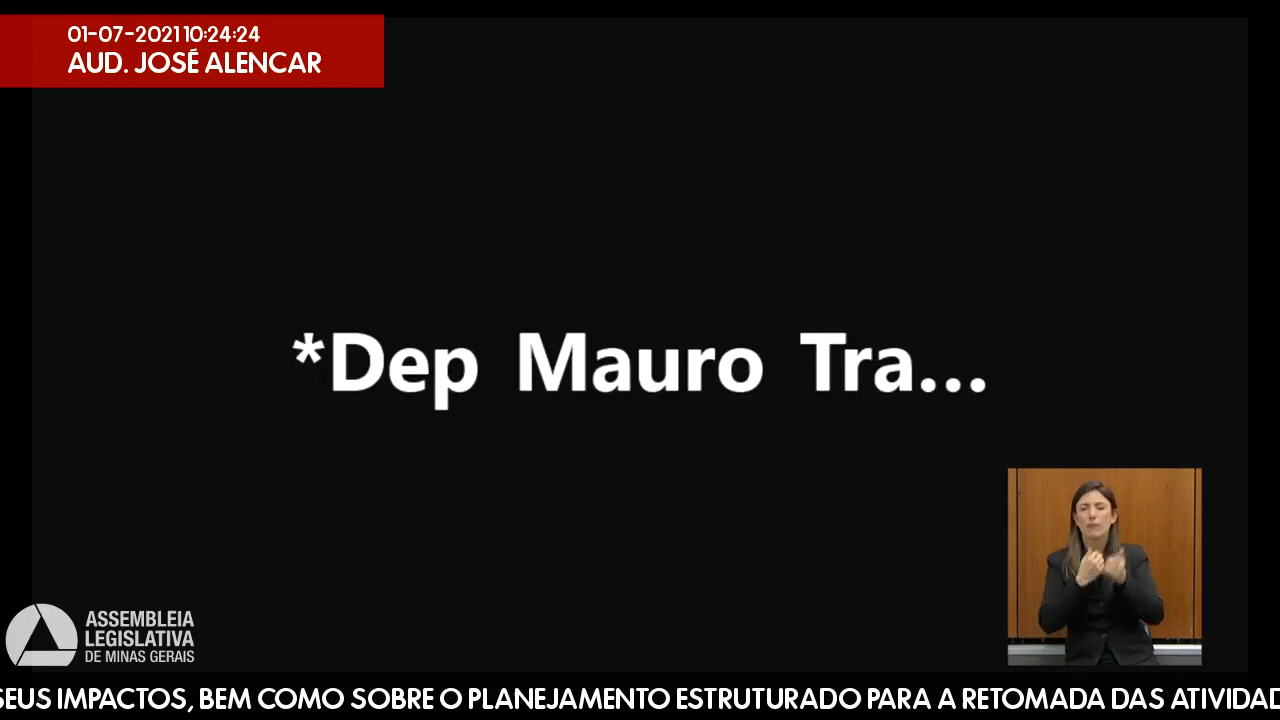 01-07-2021 10:24:24
AUD. JOSÉ ALENCAR
*Dep Mauro Tra...
ASSEMBLEIA
LEGISLATIVA
DE MINAS GERAIS
SEUS IMPACTOS, BEM COMO SOBRE O PLANEJAMENTO ESTRUTURADO PARA A RETOMADA DAS ATIVIDAD